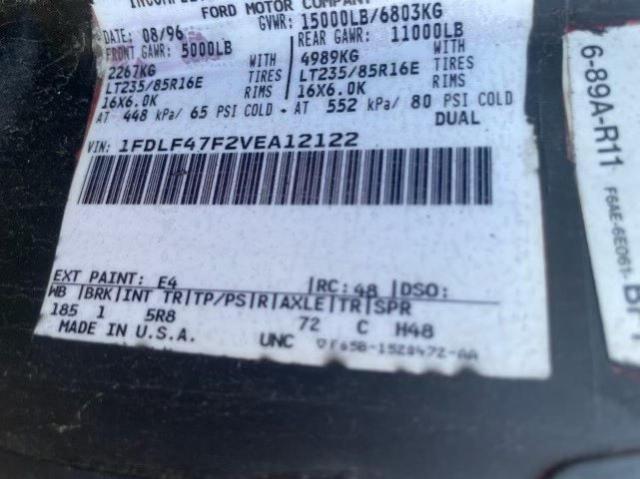 FORD MOTOR COMPANY
DATE: 08/96 GVWR: 15000LB/6803KG
FRONT GAWR: 5000LB REAR GAWR: 11000LB
2267KG WITH 4989KG WITH
LT235/85R16E TIRES LT235/85R16E TIRES
16X6.0K RIMS 16X6.0K RIMS
AT 448 kPa/ 65 PSI COLD - AT 552 kPa/ 80 PSI COLD
DUAL
VIN: 1FDLF47F2VEA12122
EXT PAINT: E4 |RC: 48 |DSO:
WB |BRK|INT TR|TP/PS|R|AXLE|TR|SPR
185 1 5R8 72 C H48
MADE IN U.S.A. UNC
6-89A-R11
F6AE-6E061-